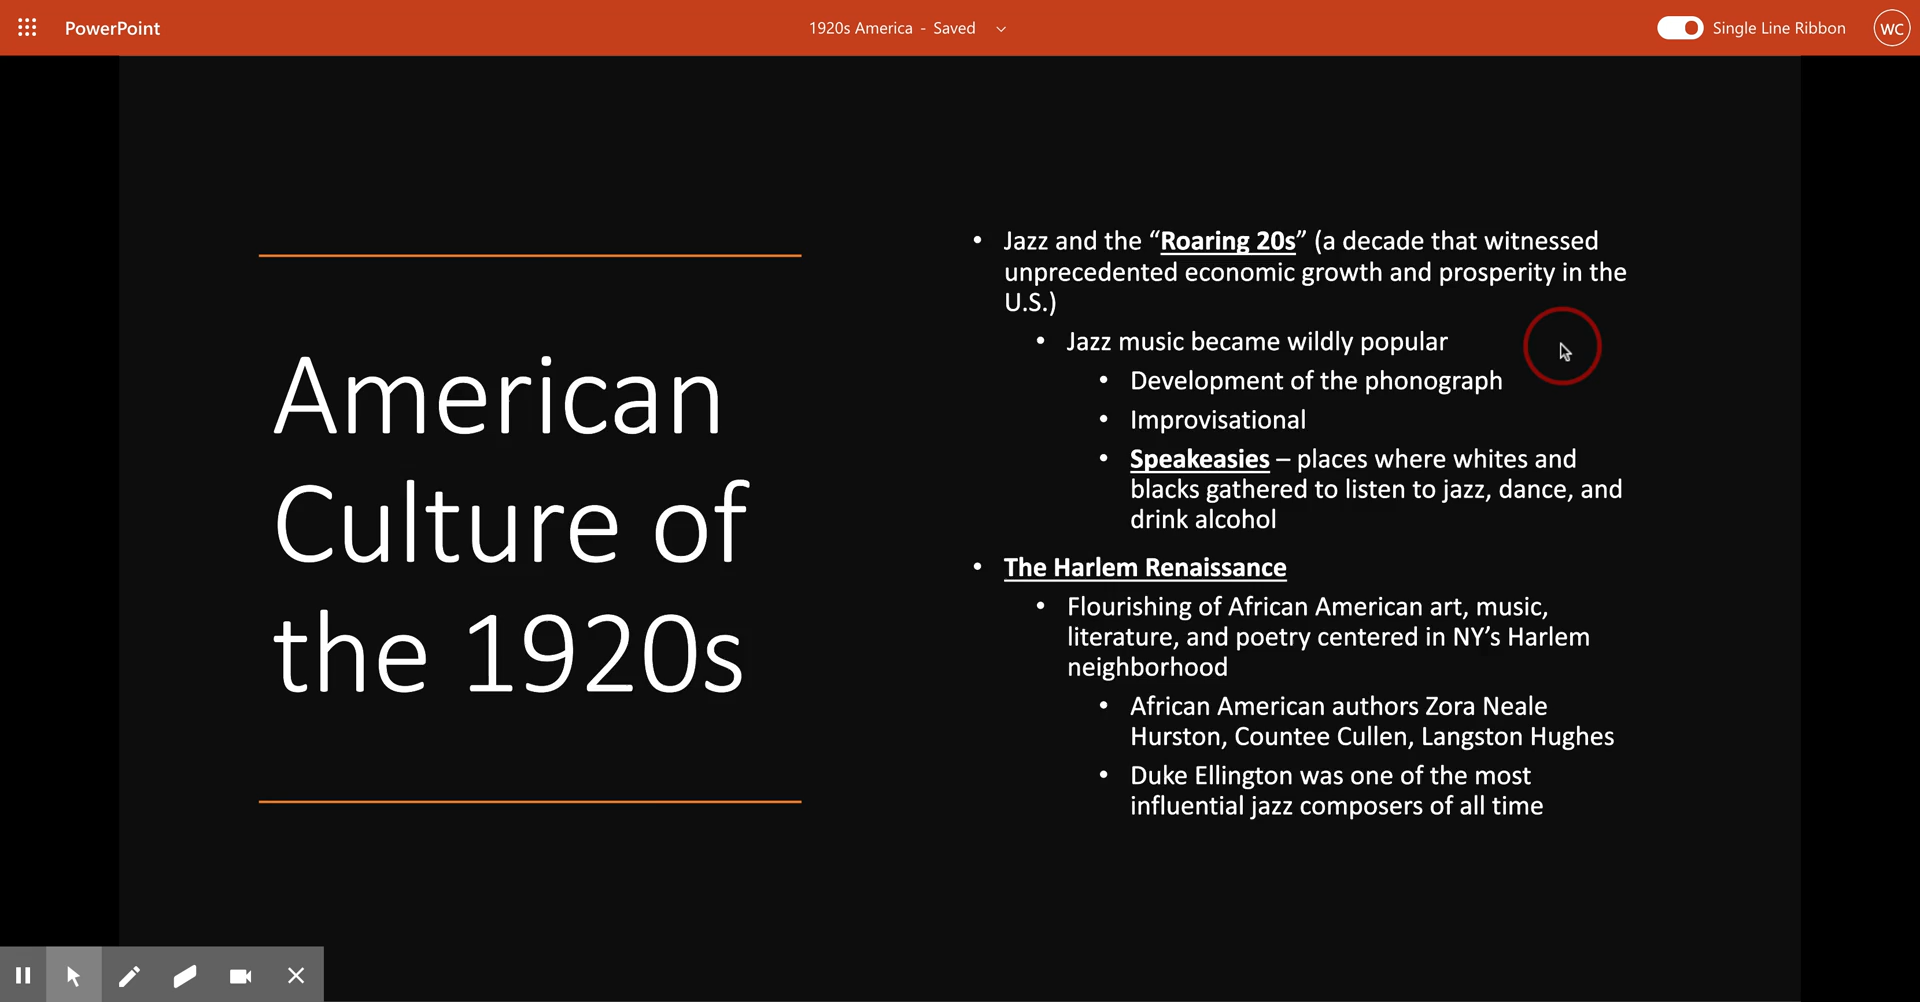 PowerPoint
1920s America - Saved
Single Line Ribbon
WC
American
Culture of
the 1920s
• Jazz and the “Roaring 20s” (a decade that witnessed
unprecedented economic growth and prosperity in the
U.S.)
• Jazz music became wildly popular
• Development of the phonograph
• Improvisational
• Speakeasies – places where whites and
blacks gathered to listen to jazz, dance, and
drink alcohol
• The Harlem Renaissance
• Flourishing of African American art, music,
literature, and poetry centered in NY’s Harlem
neighborhood
• African American authors Zora Neale
Hurston, Countee Cullen, Langston Hughes
• Duke Ellington was one of the most
influential jazz composers of all time